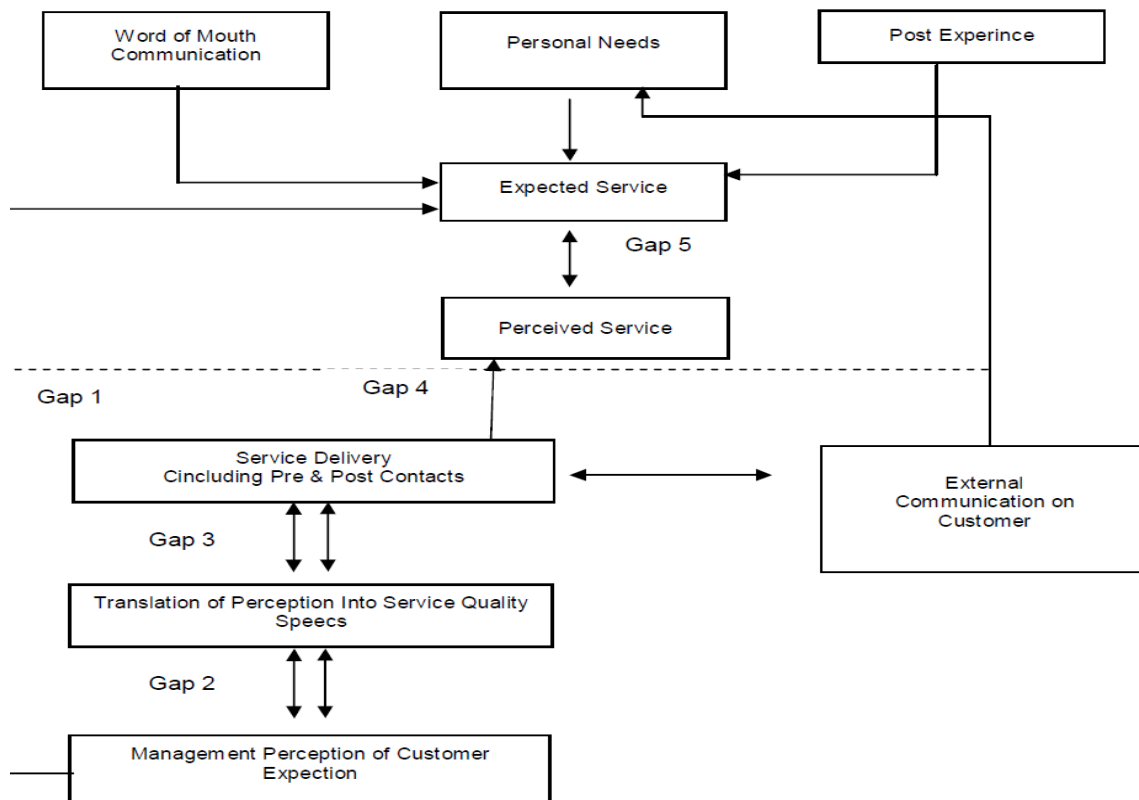 Word of Mouth
Communication
Personal Needs
Post Experince
Expected Service
Gap 5
Perceived Service
Gap 1
Gap 4
Service Delivery
Cincluding Pre & Post Contacts
External
Communication on
Customer
Gap 3
Translation of Perception Into Service Quality
Speecs
Gap 2
Management Perception of Customer
Expection